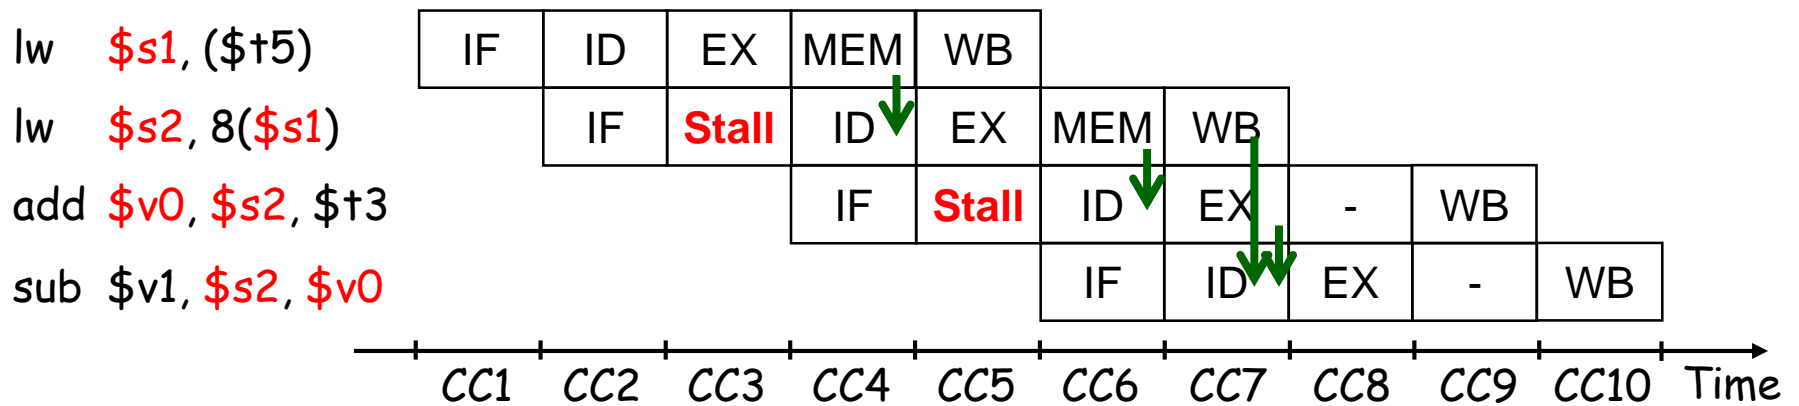 lw $s1, ($t5) IF ID EX MEM WB
lw $s2, 8($s1) IF Stall ID EX MEM WB
add $v0, $s2, $t3 IF Stall ID EX - WB
sub $v1, $s2, $v0 IF ID EX - WB
CC1 CC2 CC3 CC4 CC5 CC6 CC7 CC8 CC9 CC10 Time